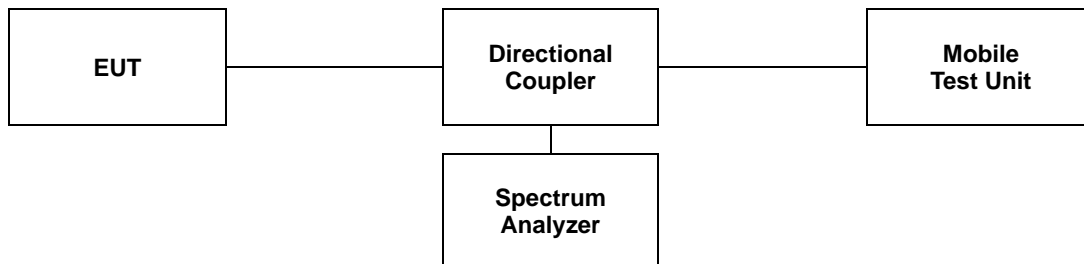 EUT
Directional
Coupler
Mobile
Test Unit
Spectrum
Analyzer